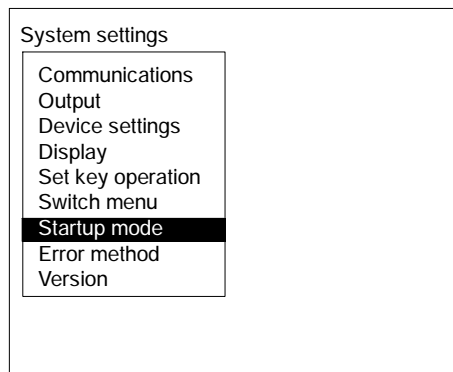 System settings
Communications
Output
Device settings
Display
Set key operation
Switch menu
Startup mode
Error method
Version